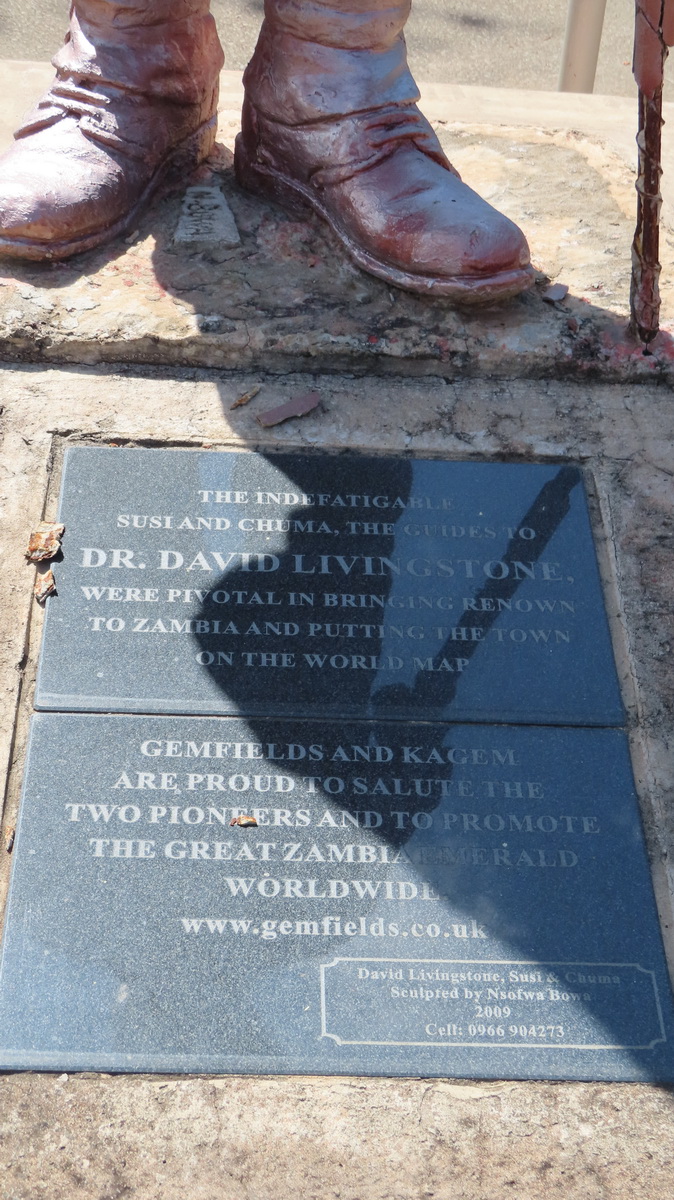 N.BOWA
THE INDEFATIGABLE
SUSI AND CHUMA, THE GUIDES TO
DR. DAVID LIVINGSTONE,
WERE PIVOTAL IN BRINGING RENOWN
TO ZAMBIA AND PUTTING THE TOWN
ON THE WORLD MAP
GEMFIELDS AND KAGEM
ARE PROUD TO SALUTE THE
TWO PIONEERS AND TO PROMOTE
THE GREAT ZAMBIA EMERALD
WORLDWIDE.
www.gemfields.co.uk
David Livingstone, Susi & Chuma
Sculpred by Nsofwa Bowa
2009
Cell: 0966 904273